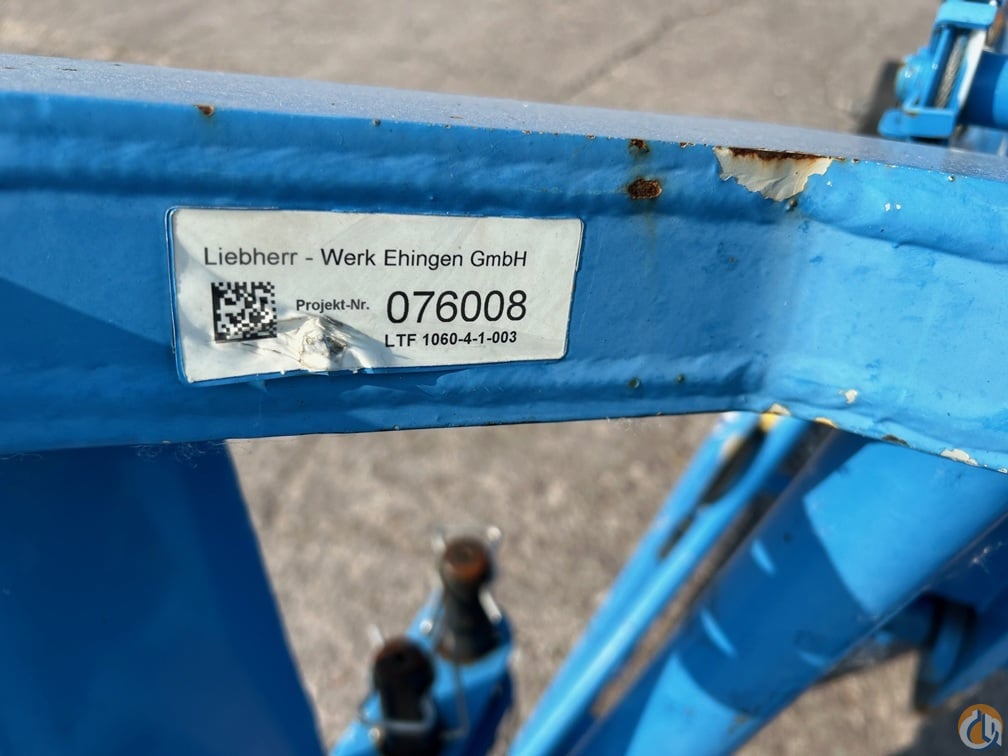 Liebherr - Werk Ehingen GmbH
Projekt-Nr. 076008
LTF 1060-4-1-003